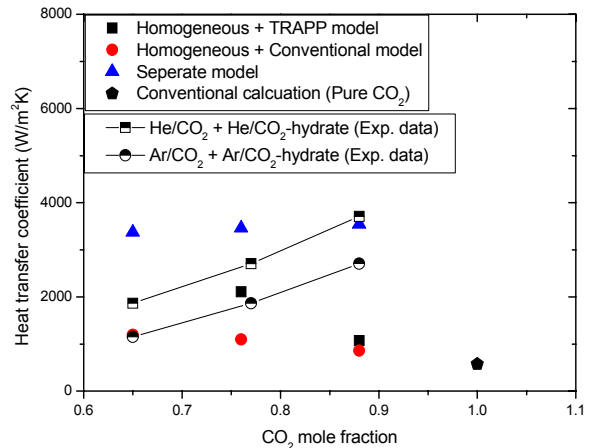 8000
6000
4000
2000
0
Heat transfer coefficient (W/m²K)
Homogeneous + TRAPP model
Homogeneous + Conventional model
Seperate model
Conventional calcuation (Pure CO₂)
He/CO₂ + He/CO₂-hydrate (Exp. data)
Ar/CO₂ + Ar/CO₂-hydrate (Exp. data)
0.6 0.7 0.8 0.9 1.0 1.1
CO₂ mole fraction